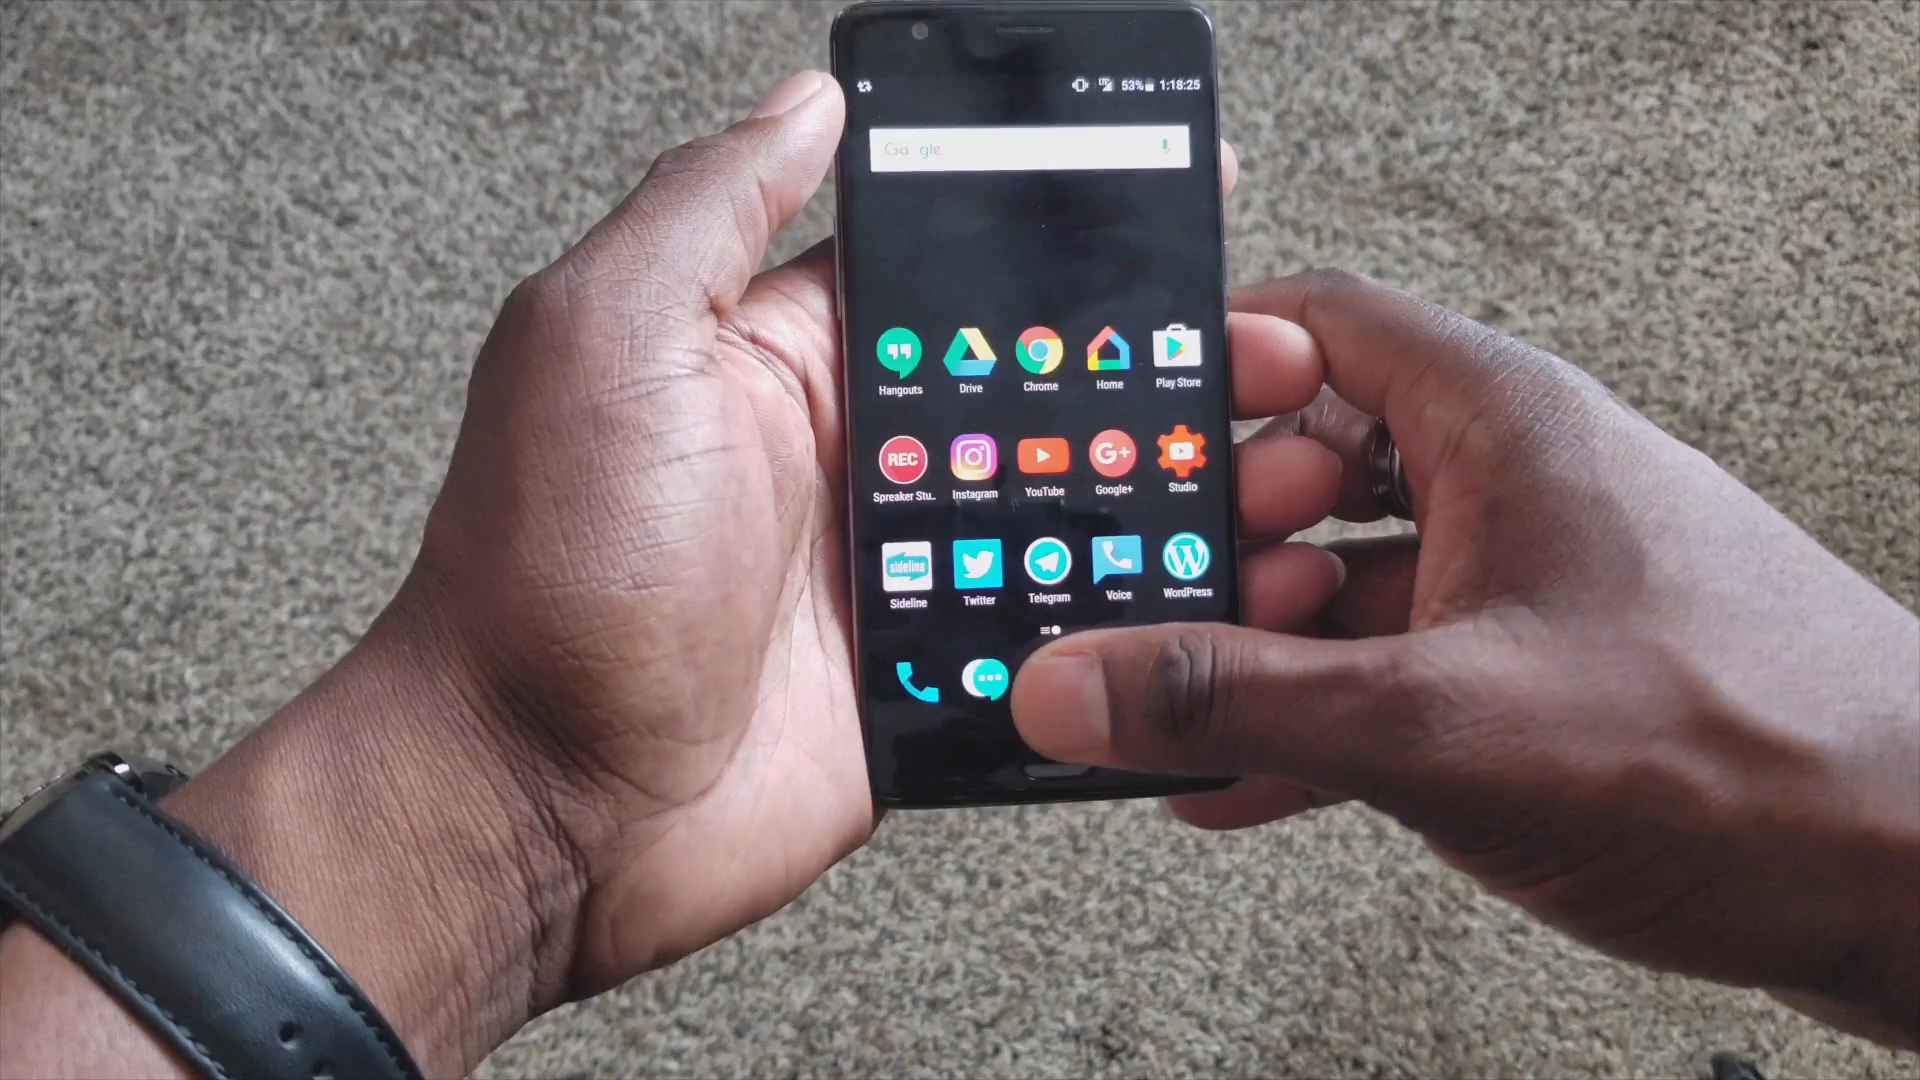 LTE 53% 1:18:25
Google
Hangouts Drive Chrome Home Play Store
REC
G+
Spreaker Stu.. Instagram YouTube Google+ Studio
sideline
W
Sideline Twitter Telegram Voice WordPress